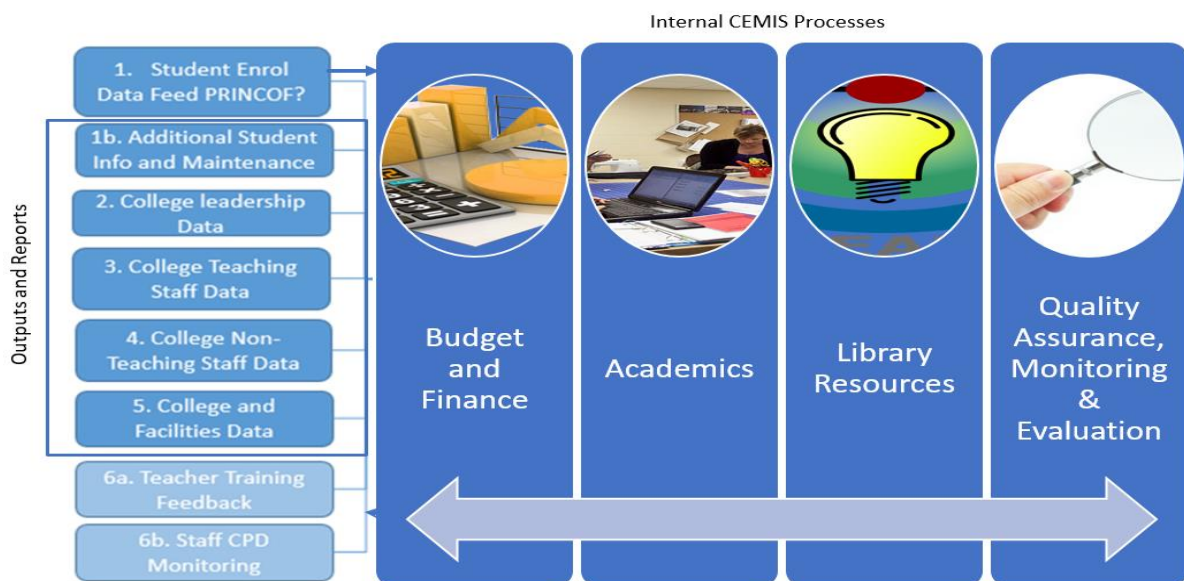 Internal CEMIS Processes
1. Student Enrol
Data Feed PRINCOF?
1b. Additional Student
Info and Maintenance
2. College leadership
Data
3. College Teaching
Staff Data
4. College Non-
Teaching Staff Data
5. College and
Facilities Data
6a. Teacher Training
Feedback
6b. Staff CPD
Monitoring
Outputs and Reports
Budget
and
Finance
Academics
Library
Resources
Quality
Assurance,
Monitoring
&
Evaluation